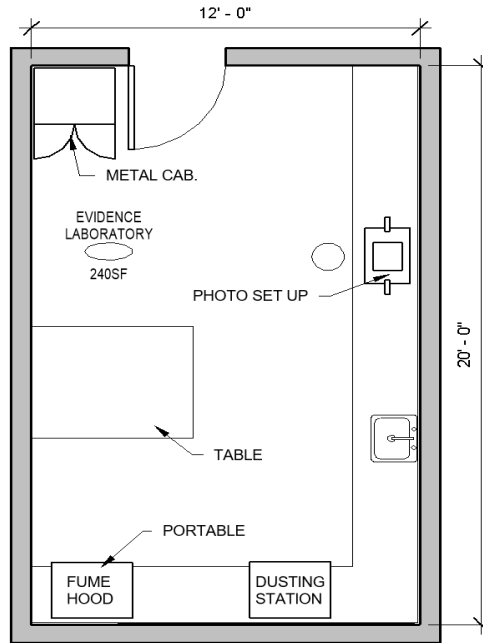 12' - 0"
METAL CAB.
EVIDENCE
LABORATORY
240SF
PHOTO SET UP
20' - 0"
TABLE
PORTABLE
FUME
HOOD
DUSTING
STATION